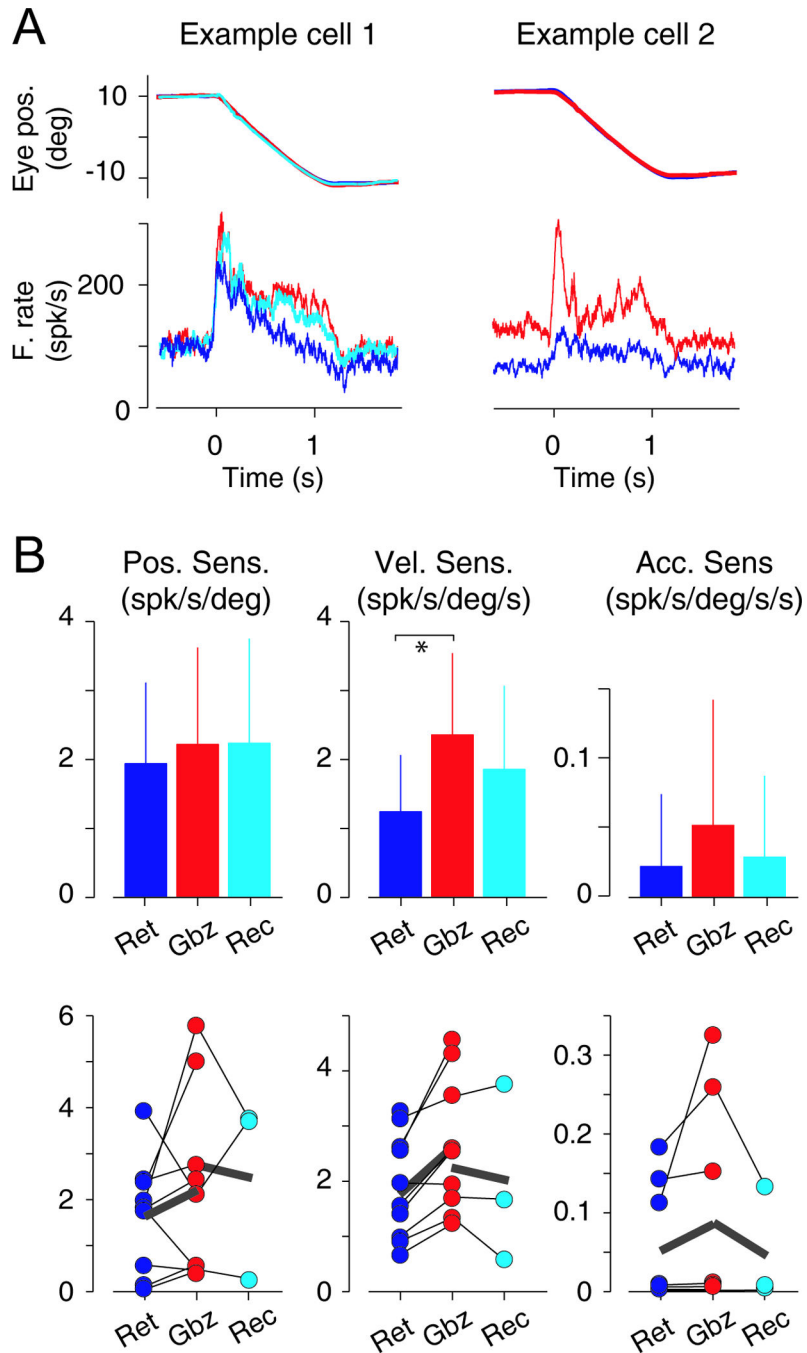 A
Example cell 1
Example cell 2
Eye pos.
(deg)
10
-10
F. rate
(spk/s)
200
0
0
1
0
1
Time (s)
Time (s)
B
Pos. Sens.
(spk/s/deg)
Vel. Sens.
(spk/s/deg/s)
Acc. Sens
(spk/s/deg/s/s)
4
2
0
4
2
0
0.1
0
*
Ret
Gbz
Rec
Ret
Gbz
Rec
Ret
Gbz
Rec
6
4
2
0
4
2
0
0.3
0.2
0.1
0
Ret
Gbz
Rec
Ret
Gbz
Rec
Ret
Gbz
Rec